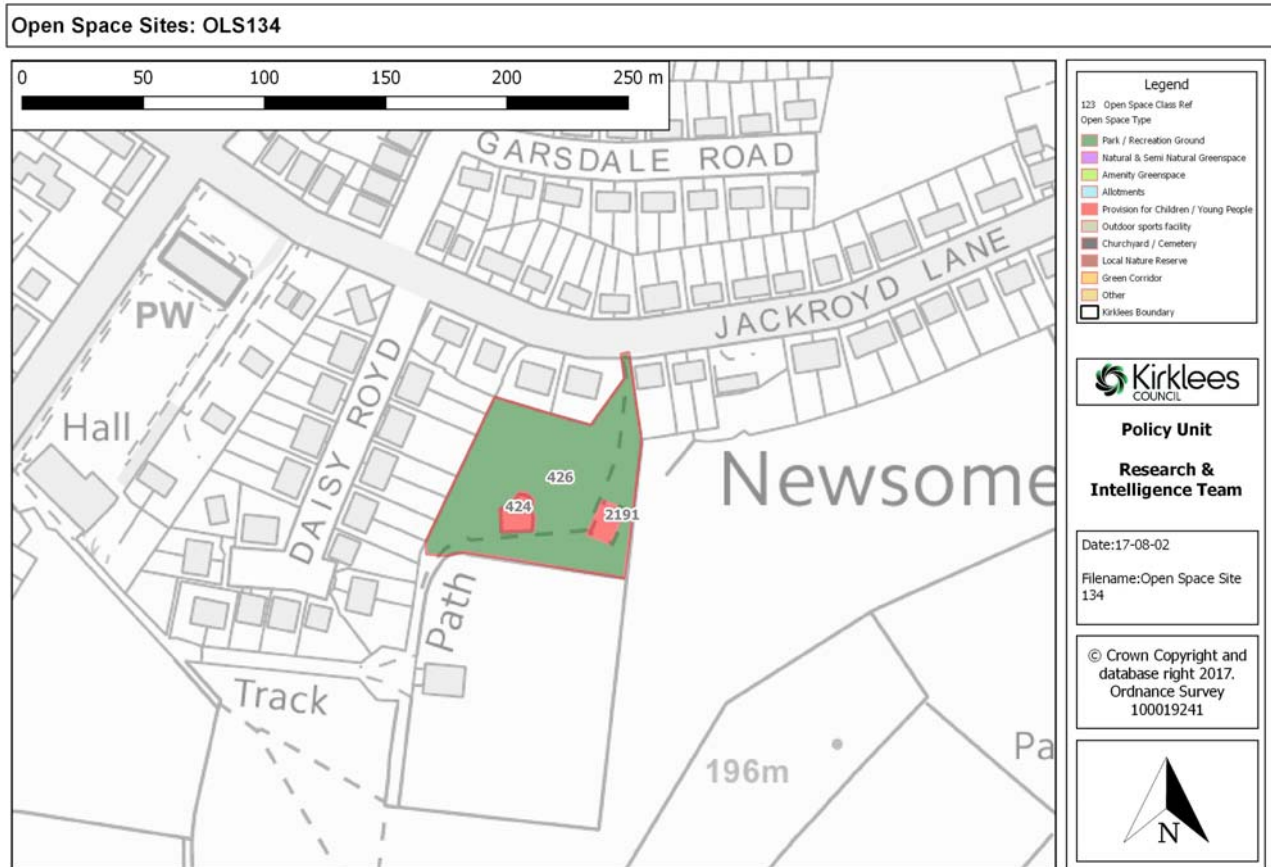 Open Space Sites: OLS134
0 50 100 150 200 250 m
GARSDALE ROAD
JACKROYD LANE
PW
Hall
DAISY ROYD
Newsome
426
424
2191
Path
Track
196m
Pa
Legend
123 Open Space Class Ref
Open Space Type
Park / Recreation Ground
Natural & Semi Natural Greenspace
Amenity Greenspace
Allotments
Provision for Children / Young People
Outdoor sports facility
Churchyard / Cemetery
Local Nature Reserve
Green Corridor
Other
Kirklees Boundary
Kirklees
COUNCIL
Policy Unit
Research &
Intelligence Team
Date:17-08-02
Filename:Open Space Site
134
© Crown Copyright and
database right 2017.
Ordnance Survey
100019241
N